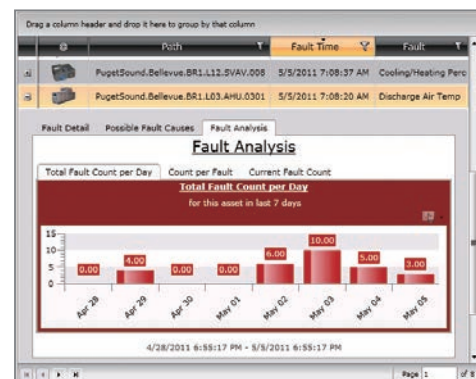 Drag a column header and drop it here to group by that column
Path Fault Time Fault
PugetSound.Bellevue.BR1.L12.SVAV.008 5/5/2011 7:08:37 AM Cooling/Heating Perc
PugetSound.Bellevue.BR1.L03.AHU.0301 5/5/2011 7:08:20 AM Discharge Air Temp
Fault Detail Possible Fault Causes Fault Analysis
Fault Analysis
Total Fault Count per Day Count per Fault Current Fault Count
Total Fault Count per Day
for this asset in last 7 days
15
10
5
0
0.00 4.00 0.00 0.00 6.00 10.00 5.00 3.00
Apr 28 Apr 29 Apr 30 May 01 May 02 May 03 May 04 May 05
4/28/2011 6:55:17 PM - 5/5/2011 6:55:17 PM
Page 1 of